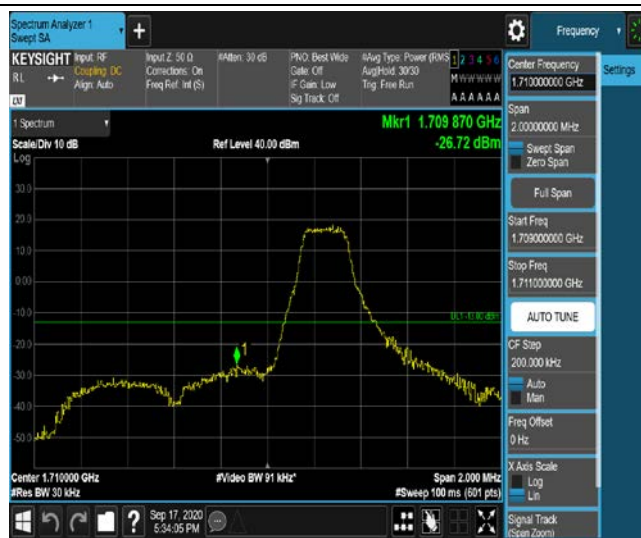 Spectrum Analyzer 1
Swept SA
+
Frequency
KEYSIGHT
RL
LXI
Input: RF
Coupling: DC
Align: Auto
Input Z: 50 Ω
Corrections: On
Freq Ref: Int (S)
#Atten: 30 dB
PNO: Best Wide
Gate: Off
IF Gain: Low
Sig Track: Off
#Avg Type: Power (RMS
Avg|Hold: 30/30
Trig: Free Run
1 2 3 4 5 6
M W W W W W
A A A A A A
1 Spectrum
Scale/Div 10 dB
Log
Ref Level 40.00 dBm
Mkr1 1.709 870 GHz
-26.72 dBm
30.0
20.0
10.0
0.00
-10.0
-20.0
-30.0
-40.0
-50.0
DL1 -13.00 dBm
1
Center 1.710000 GHz
#Res BW 30 kHz
#Video BW 91 kHz*
Span 2.000 MHz
#Sweep 100 ms (601 pts)
Sep 17, 2020
5:34:05 PM
?
Center Frequency
1.710000000 GHz
Settings
Span
2.00000000 MHz
Swept Span
Zero Span
Full Span
Start Freq
1.709000000 GHz
Stop Freq
1.711000000 GHz
AUTO TUNE
CF Step
200.000 kHz
Auto
Man
Freq Offset
0 Hz
X Axis Scale
Log
Lin
Signal Track
(Span Zoom)